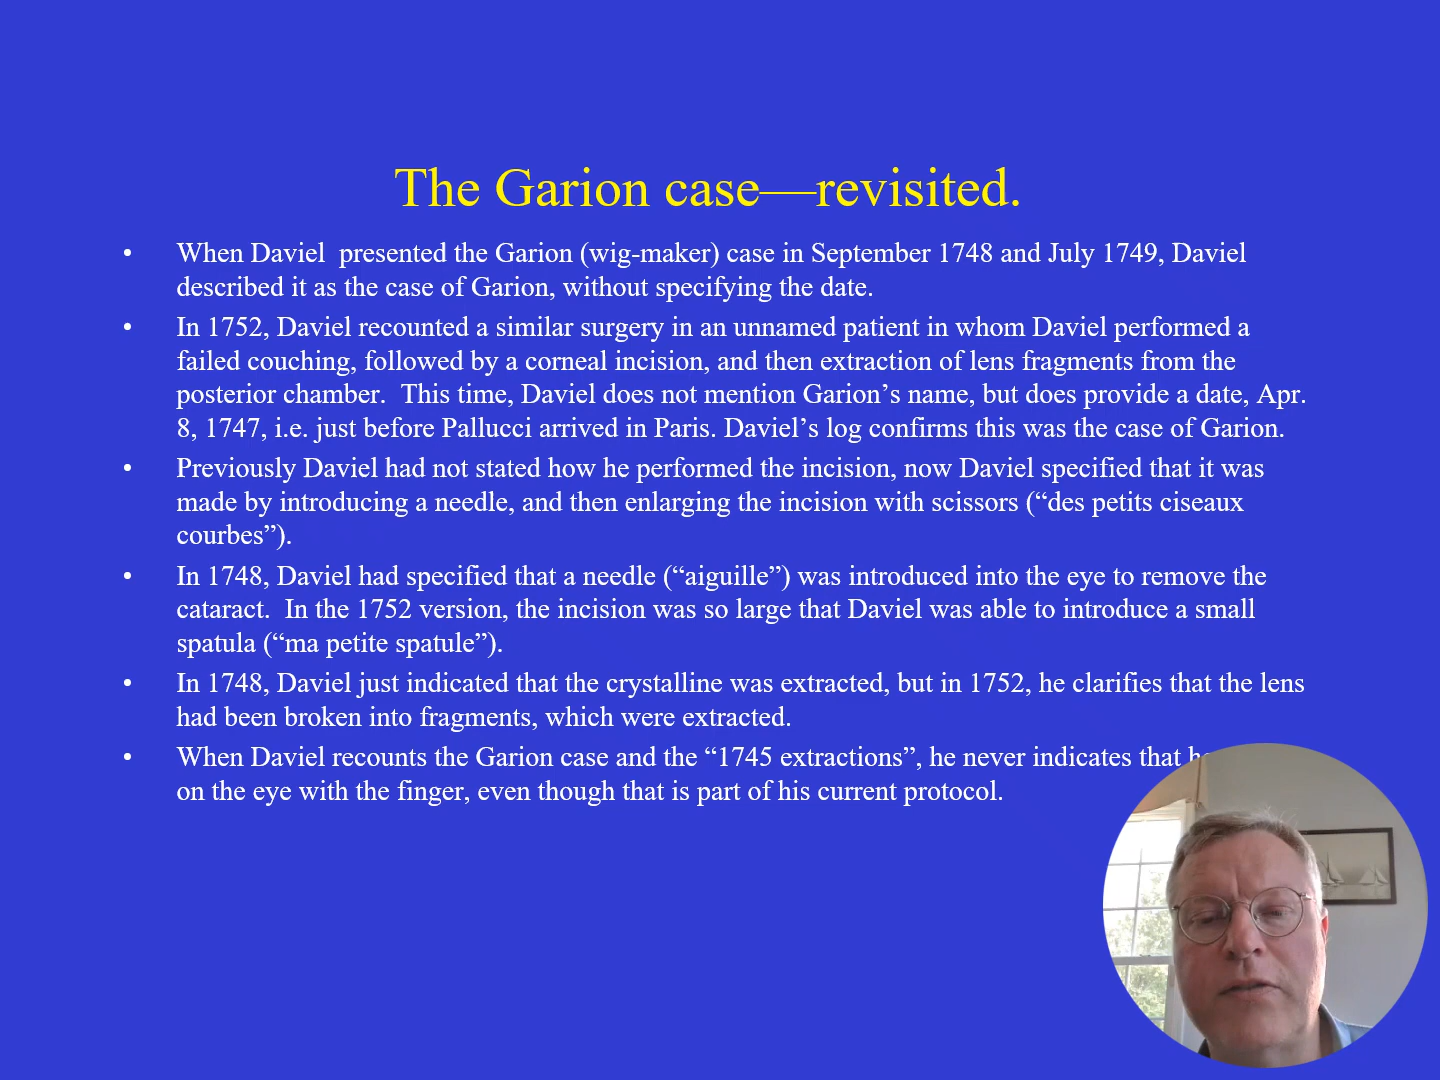 The Garion case—revisited.
• When Daviel presented the Garion (wig-maker) case in September 1748 and July 1749, Daviel
described it as the case of Garion, without specifying the date.
• In 1752, Daviel recounted a similar surgery in an unnamed patient in whom Daviel performed a
failed couching, followed by a corneal incision, and then extraction of lens fragments from the
posterior chamber. This time, Daviel does not mention Garion’s name, but does provide a date, Apr.
8, 1747, i.e. just before Pallucci arrived in Paris. Daviel’s log confirms this was the case of Garion.
• Previously Daviel had not stated how he performed the incision, now Daviel specified that it was
made by introducing a needle, and then enlarging the incision with scissors (“des petits ciseaux
courbes”).
• In 1748, Daviel had specified that a needle (“aiguille”) was introduced into the eye to remove the
cataract. In the 1752 version, the incision was so large that Daviel was able to introduce a small
spatula (“ma petite spatule”).
• In 1748, Daviel just indicated that the crystalline was extracted, but in 1752, he clarifies that the lens
had been broken into fragments, which were extracted.
• When Daviel recounts the Garion case and the “1745 extractions”, he never indicates that
on the eye with the finger, even though that is part of his current protocol.